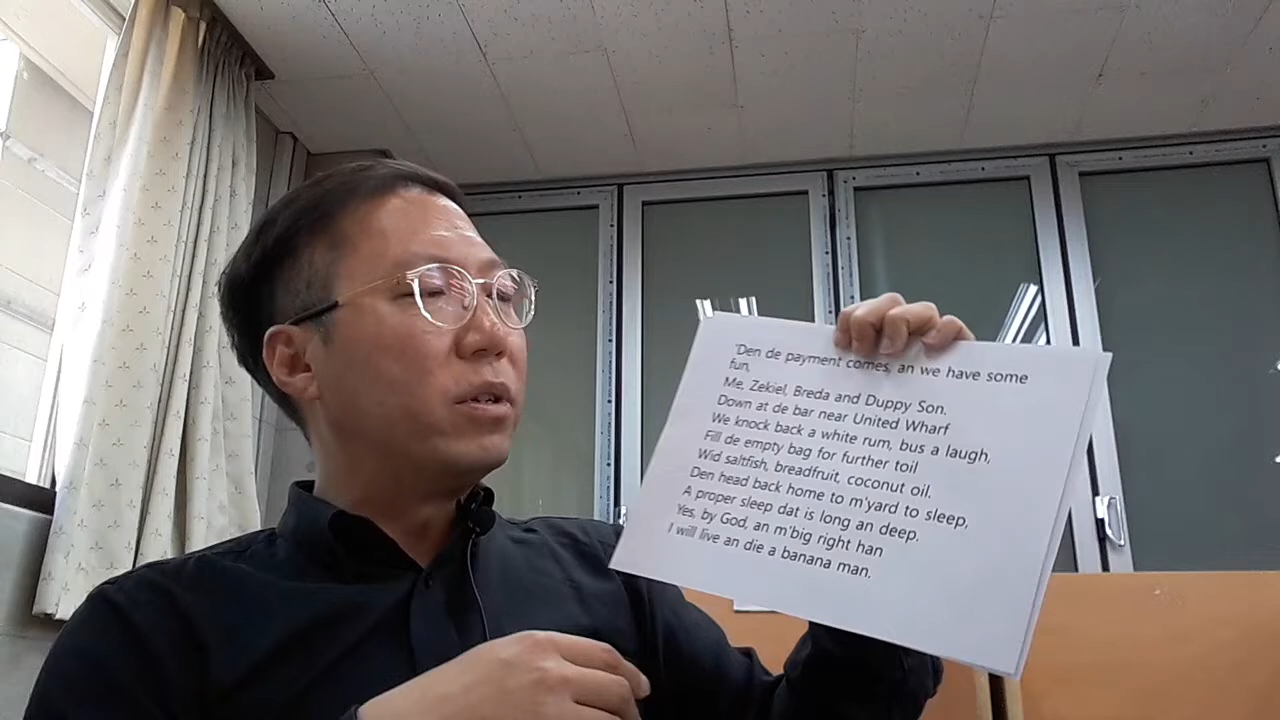 'Den de payment comes, an we have some
fun,
Me, Zekiel, Breda and Duppy Son.
Down at de bar near United Wharf
We knock back a white rum, bus a laugh,
Fill de empty bag for further toil
Wid saltfish, breadfruit, coconut oil.
Den head back home to m'yard to sleep,
A proper sleep dat is long an deep.
Yes, by God, an m'big right han
I will live an die a banana man.